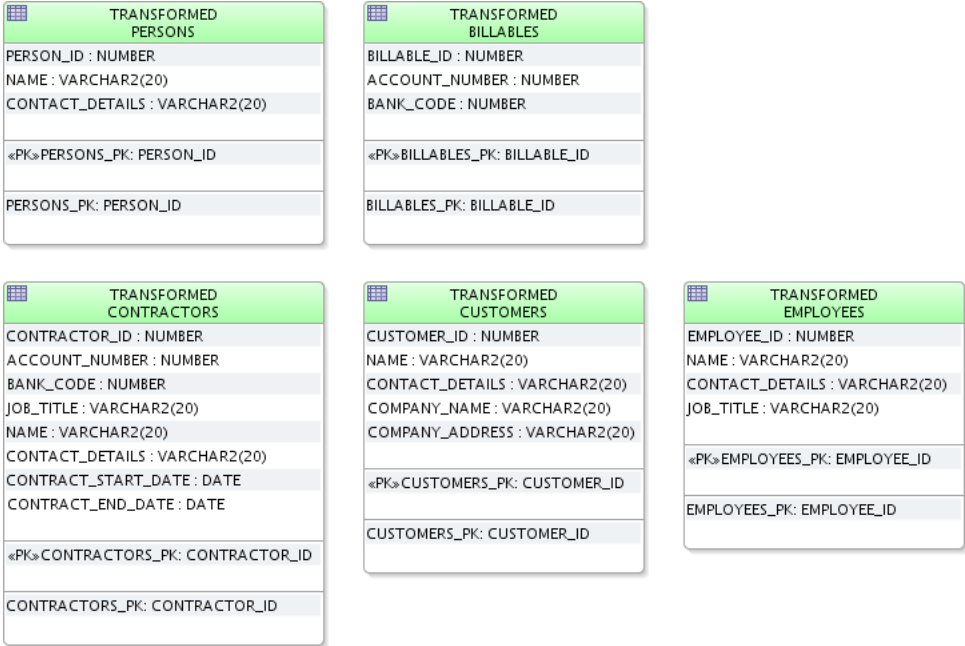 TRANSFORMED
PERSONS
PERSON_ID : NUMBER
NAME : VARCHAR2(20)
CONTACT_DETAILS : VARCHAR2(20)
«PK»PERSONS_PK: PERSON_ID
PERSONS_PK: PERSON_ID
TRANSFORMED
BILLABLES
BILLABLE_ID : NUMBER
ACCOUNT_NUMBER : NUMBER
BANK_CODE : NUMBER
«PK»BILLABLES_PK: BILLABLE_ID
BILLABLES_PK: BILLABLE_ID
TRANSFORMED
CONTRACTORS
CONTRACTOR_ID : NUMBER
ACCOUNT_NUMBER : NUMBER
BANK_CODE : NUMBER
JOB_TITLE : VARCHAR2(20)
NAME : VARCHAR2(20)
CONTACT_DETAILS : VARCHAR2(20)
CONTRACT_START_DATE : DATE
CONTRACT_END_DATE : DATE
«PK»CONTRACTORS_PK: CONTRACTOR_ID
CONTRACTORS_PK: CONTRACTOR_ID
TRANSFORMED
CUSTOMERS
CUSTOMER_ID : NUMBER
NAME : VARCHAR2(20)
CONTACT_DETAILS : VARCHAR2(20)
COMPANY_NAME : VARCHAR2(20)
COMPANY_ADDRESS : VARCHAR2(20)
«PK»CUSTOMERS_PK: CUSTOMER_ID
CUSTOMERS_PK: CUSTOMER_ID
TRANSFORMED
EMPLOYEES
EMPLOYEE_ID : NUMBER
NAME : VARCHAR2(20)
CONTACT_DETAILS : VARCHAR2(20)
JOB_TITLE : VARCHAR2(20)
«PK»EMPLOYEES_PK: EMPLOYEE_ID
EMPLOYEES_PK: EMPLOYEE_ID